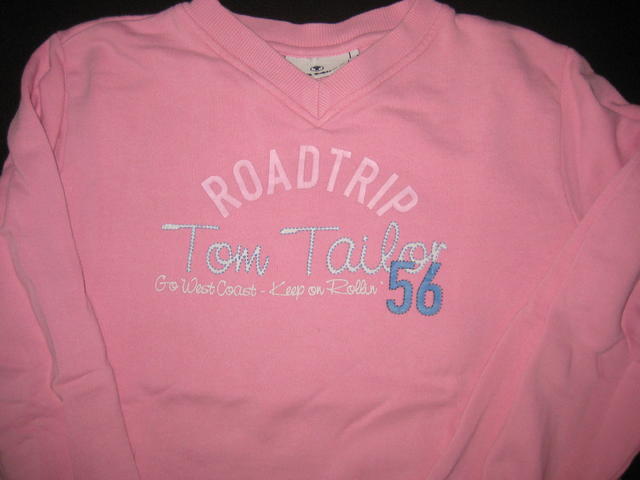 ROADTRIP
Tom Tailor
56
Go West Coast - Keep on Rollin'